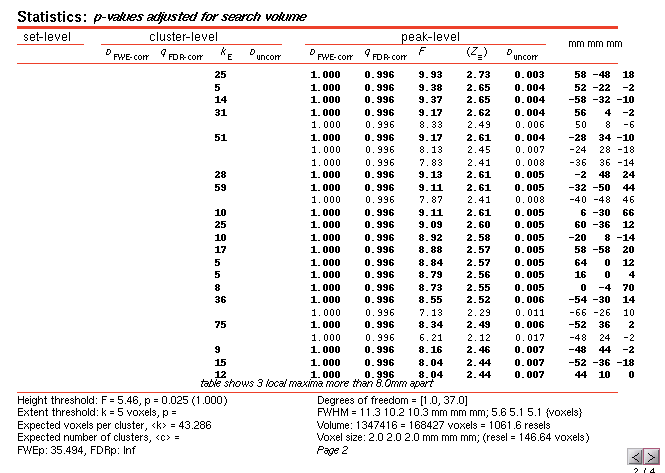 Statistics: p-values adjusted for search volume
set-level cluster-level peak-level mm mm mm
p FWE-corr q FDR-corr k E p uncorr p FWE-corr q FDR-corr F (Z≡) p uncorr
25 1.000 0.996 9.93 2.73 0.003 58 -48 18
5 1.000 0.996 9.38 2.65 0.004 52 -22 -2
14 1.000 0.996 9.37 2.65 0.004 -58 -32 -10
31 1.000 0.996 9.17 2.62 0.004 56 4 -2
1.000 0.996 8.33 2.49 0.006 50 8 -6
51 1.000 0.996 9.17 2.61 0.004 -28 34 -10
1.000 0.996 8.13 2.45 0.007 -24 28 -18
1.000 0.996 7.83 2.41 0.008 -36 36 -14
28 1.000 0.996 9.13 2.61 0.005 -2 48 24
59 1.000 0.996 9.11 2.61 0.005 -32 -50 44
1.000 0.996 7.87 2.41 0.008 -40 -48 46
10 1.000 0.996 9.11 2.61 0.005 6 -30 66
25 1.000 0.996 9.09 2.60 0.005 60 -36 12
10 1.000 0.996 8.92 2.58 0.005 -20 8 -14
17 1.000 0.996 8.88 2.57 0.005 58 -58 20
5 1.000 0.996 8.84 2.57 0.005 64 0 12
5 1.000 0.996 8.79 2.56 0.005 16 0 4
8 1.000 0.996 8.73 2.55 0.005 0 -4 70
36 1.000 0.996 8.55 2.52 0.006 -54 -30 14
1.000 0.996 7.13 2.29 0.011 -66 -26 10
75 1.000 0.996 8.34 2.49 0.006 -52 36 2
1.000 0.996 6.21 2.12 0.017 -48 24 -2
9 1.000 0.996 8.16 2.46 0.007 -48 44 -2
15 1.000 0.996 8.04 2.44 0.007 -52 -36 -18
12 1.000 0.996 8.04 2.44 0.007 44 10 0
table shows 3 local maxima more than 8.0mm apart
Height threshold: F = 5.46, p = 0.025 (1.000)
Extent threshold: k = 5 voxels, p =
Expected voxels per cluster, <k> = 43.286
Expected number of clusters, <c> =
FWEp: 35.494, FDRp: Inf
Degrees of freedom = [1.0, 37.0]
FWHM = 11.3 10.2 10.3 mm mm mm; 5.6 5.1 5.1 {voxels}
Volume: 1347416 = 168427 voxels = 1061.6 resels
Voxel size: 2.0 2.0 2.0 mm mm mm; (resel = 146.64 voxels)
Page 2
2 / 4